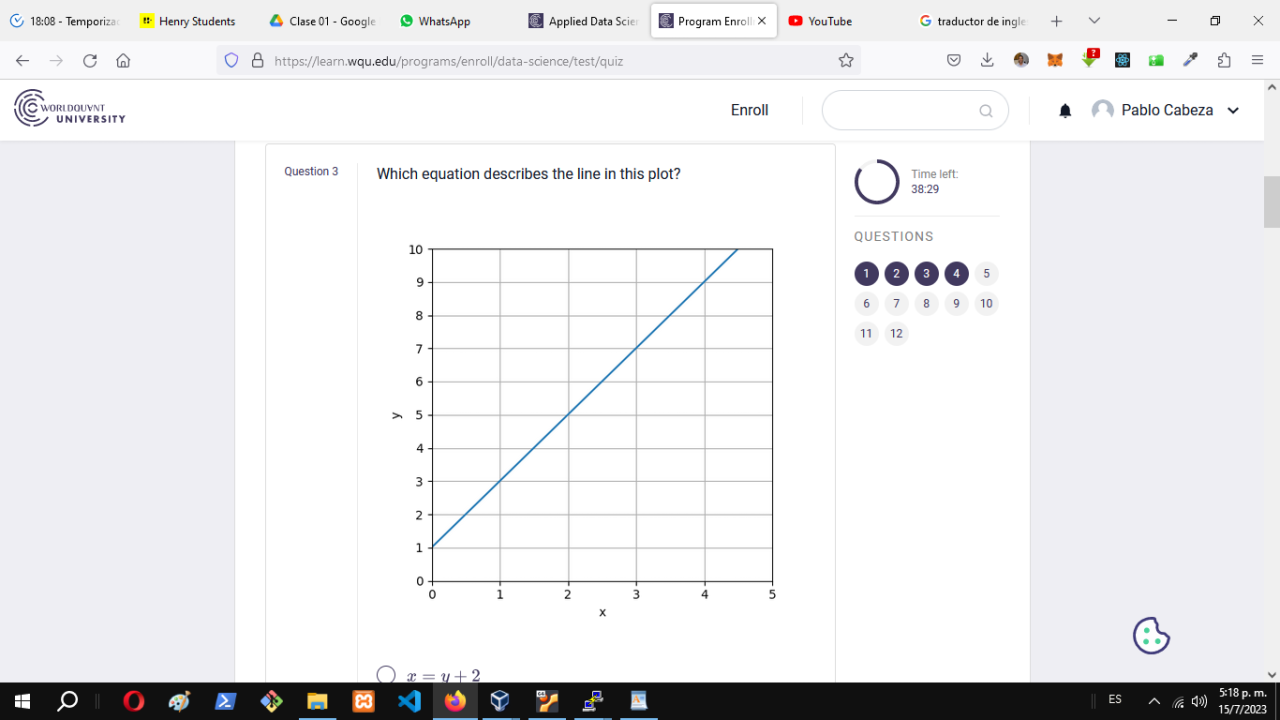 18:08 - Temporizac
Henry Students
Clase 01 - Google
WhatsApp
Applied Data Scie
Program Enroll
YouTube
traductor de ingle
https://learn.wqu.edu/programs/enroll/data-science/test/quiz
?
WORLDQUVNT
UNIVERSITY
Enroll
Pablo Cabeza
Question 3
Which equation describes the line in this plot?
Time left:
38:29
QUESTIONS
1 2 3 4 5
6 7 8 9 10
11 12
10
9
8
7
6
5
4
3
2
1
0
y
0 1 2 3 4 5
x
x = y + 2
ES
5:18 p. m.
15/7/2023